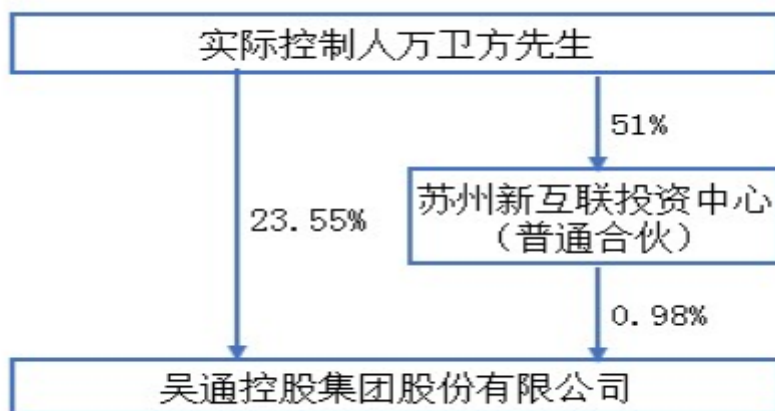 实际控制人万卫方先生
51%
苏州新互联投资中心
（普通合伙）
23.55%
0.98%
吴通控股集团股份有限公司